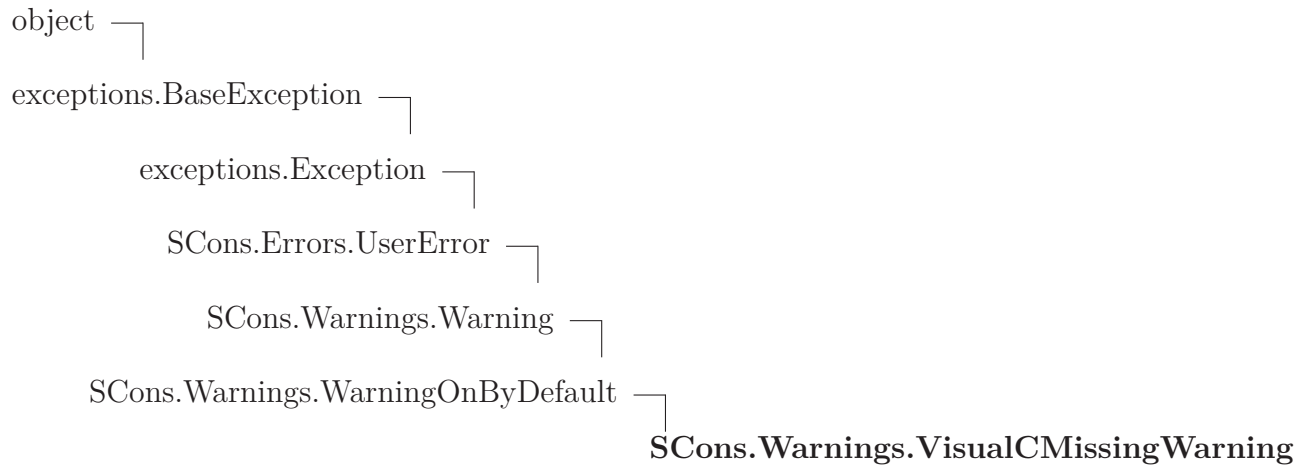 object
exceptions.BaseException
exceptions.Exception
SCons.Errors.UserError
SCons.Warnings.Warning
SCons.Warnings.WarningOnByDefault
SCons.Warnings.VisualCMissingWarning